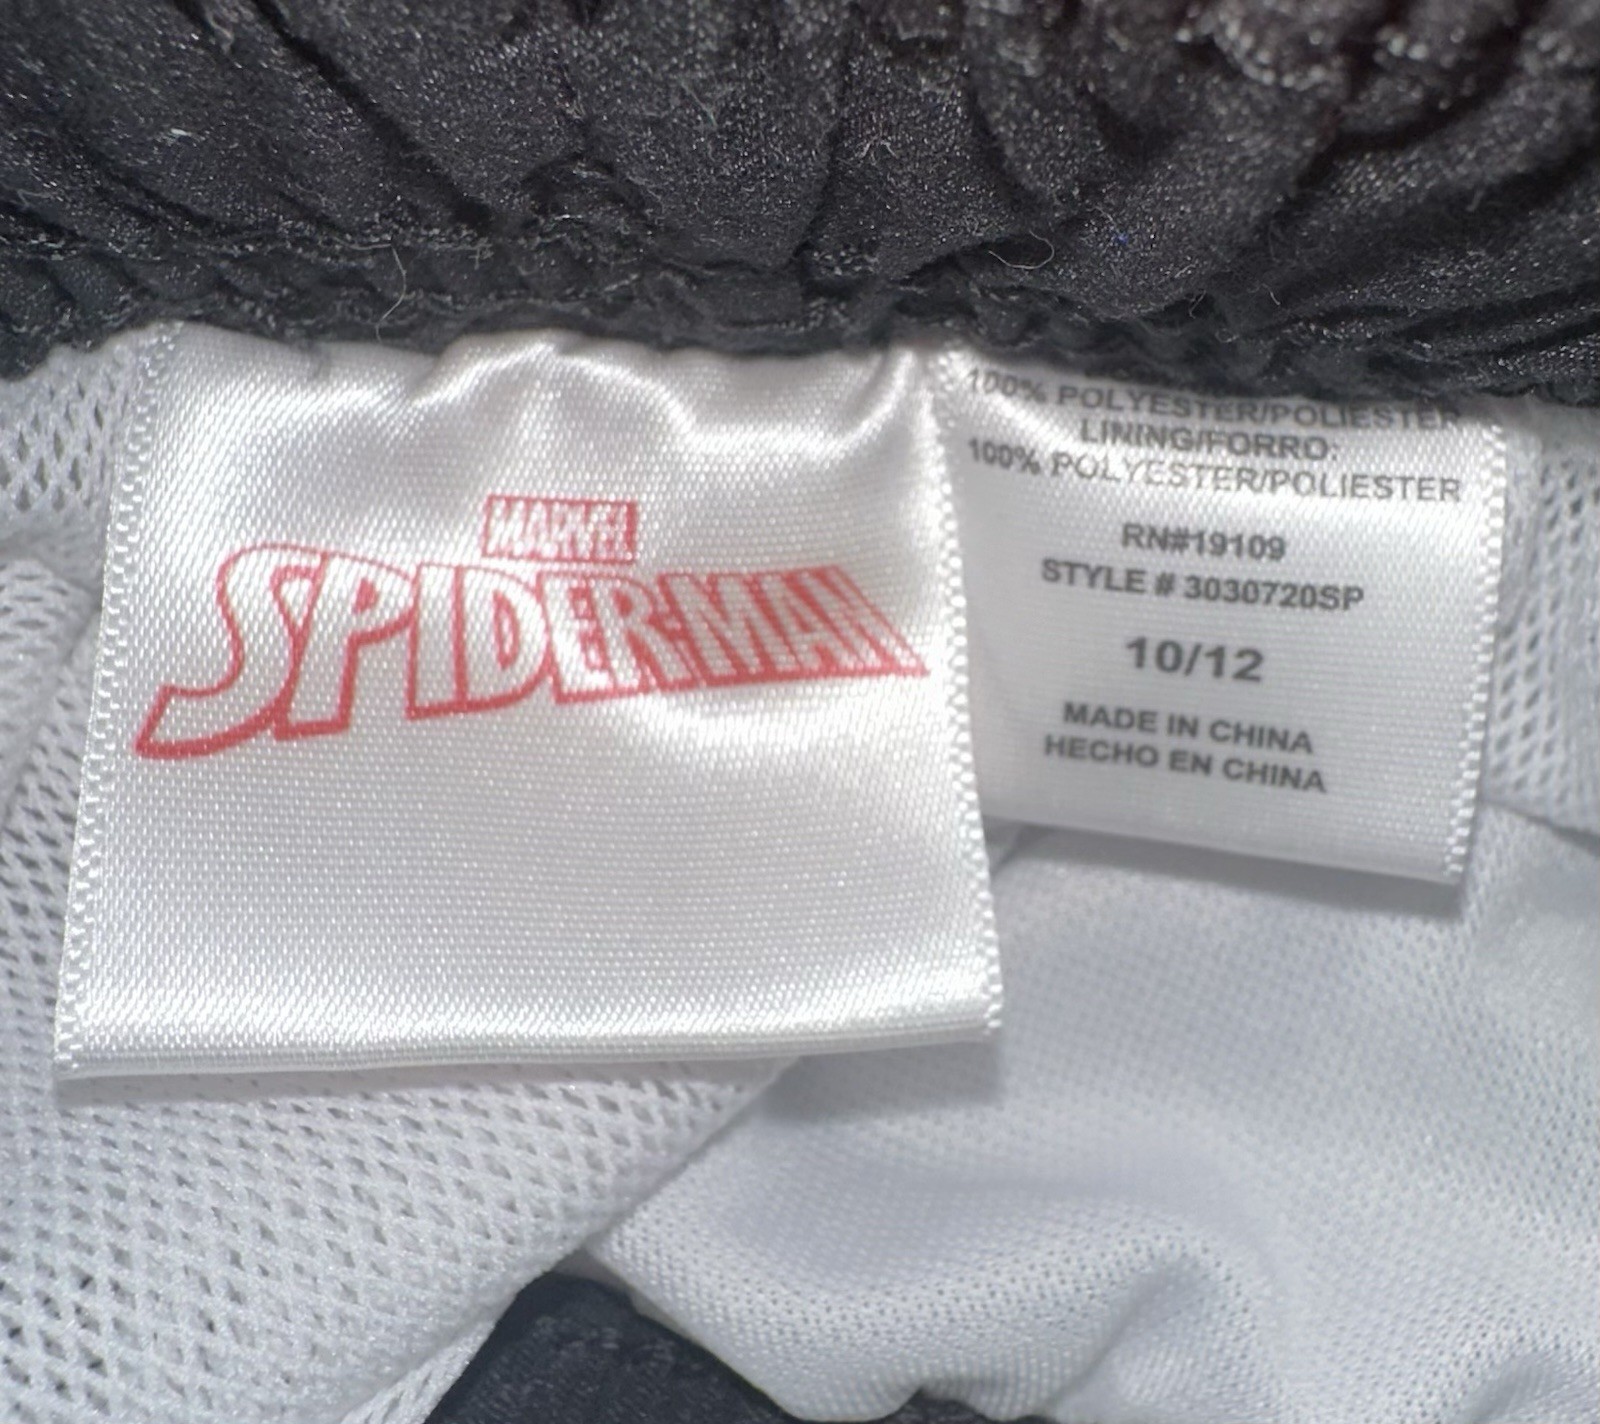 MARVEL
SPIDER-MAN
100% POLYESTER/POLIESTER
LINING/FORRO:
100% POLYESTER/POLIESTER
RN#19109
STYLE # 3030720SP
10/12
MADE IN CHINA
HECHO EN CHINA